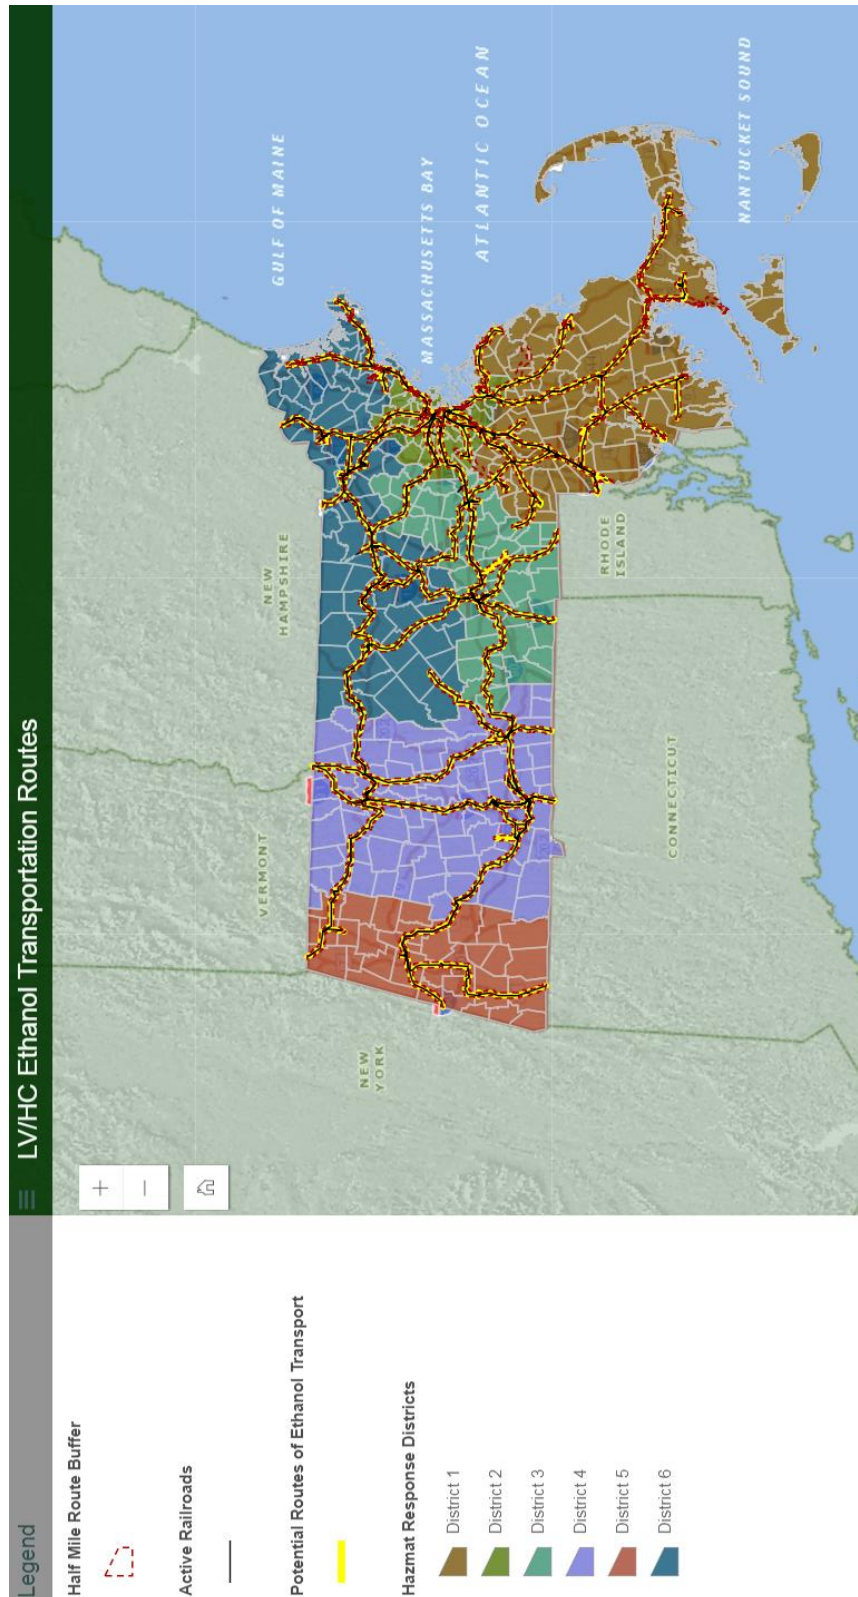 Legend
Half Mile Route Buffer
Active Railroads
Potential Routes of Ethanol Transport
Hazmat Response Districts
District 1
District 2
District 3
District 4
District 5
District 6
≡ LV/HC Ethanol Transportation Routes
+
−
GULF OF MAINE
MASSACHUSETTS BAY
ATLANTIC OCEAN
NANTUCKET SOUND
NEW
HAMPSHIRE
VERMONT
NEW
YORK
RHODE
ISLAND
CONNECTICUT